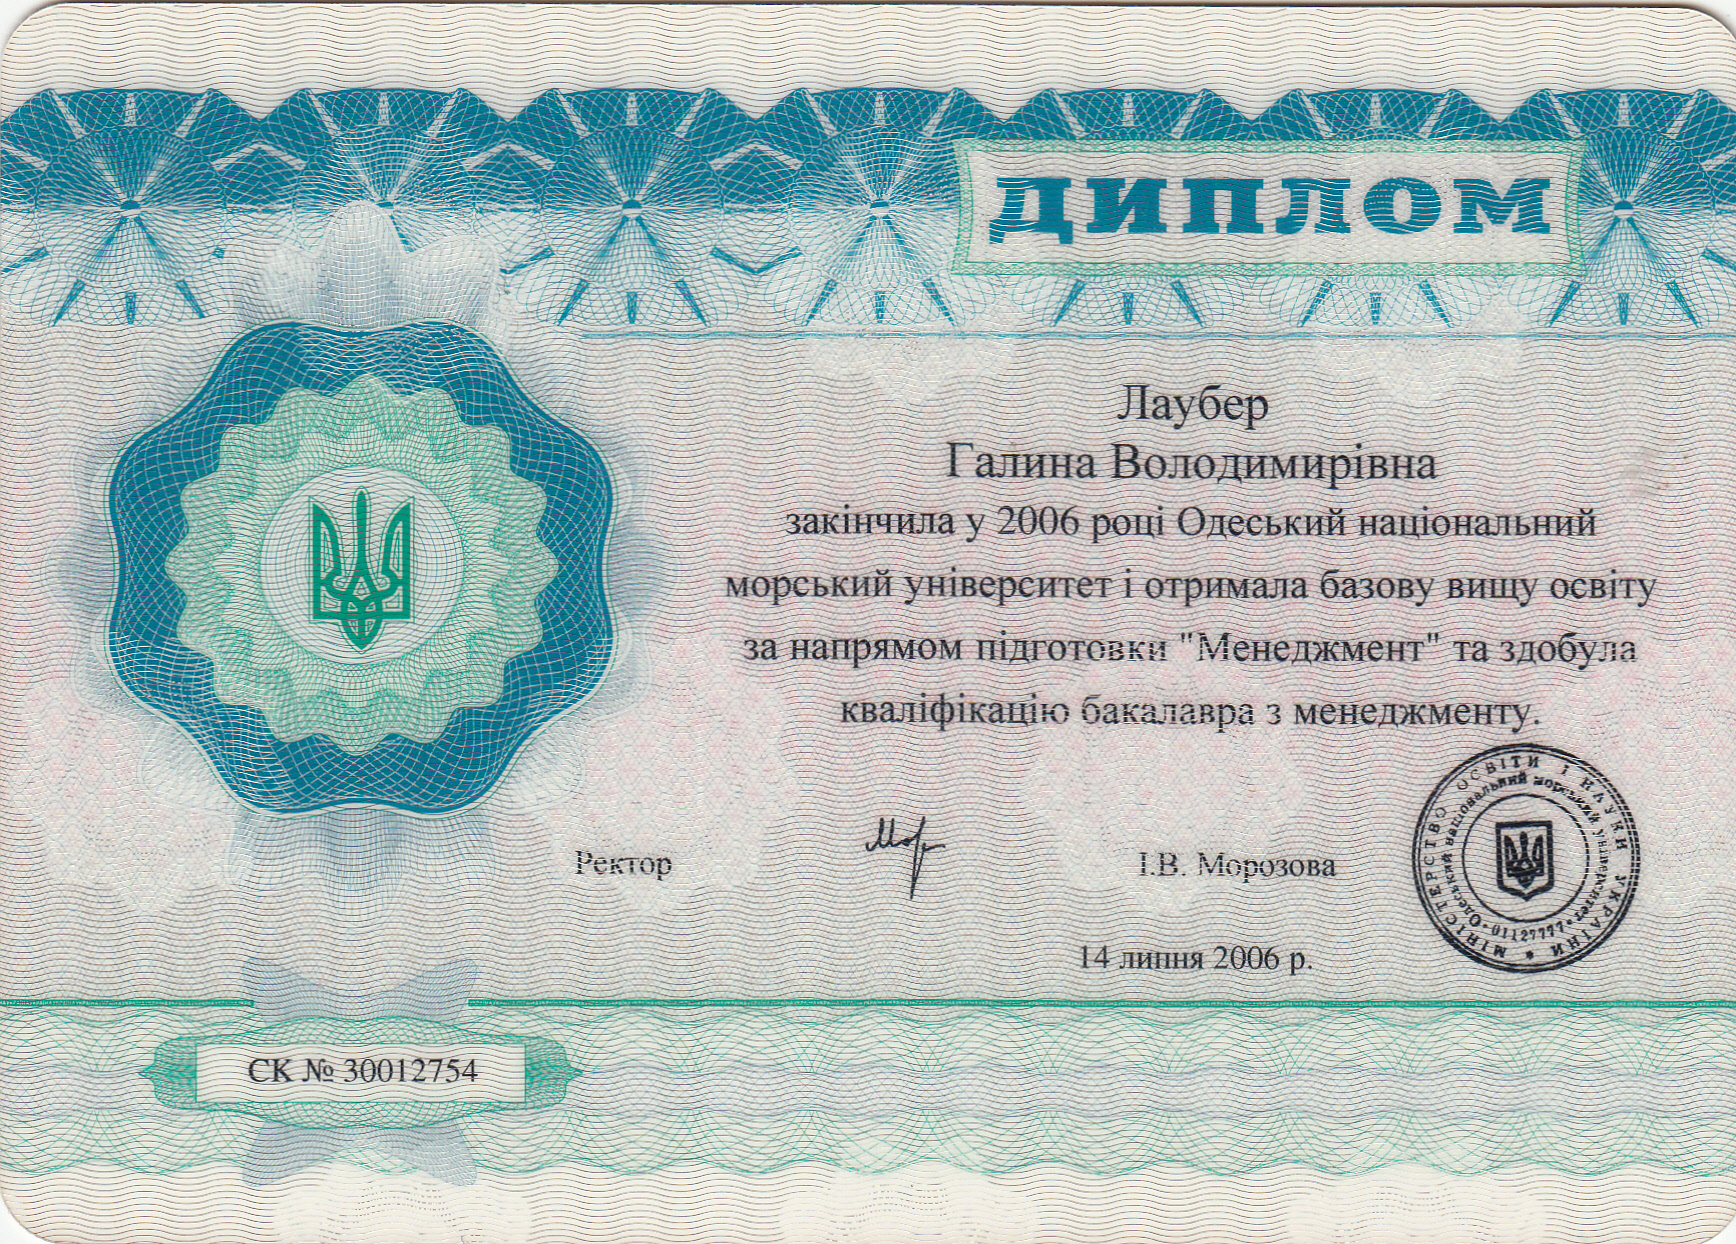 ДИПЛОМ
Лаубер
Галина Володимирівна
закінчила у 2006 році Одеський національний
морський університет і отримала базову вищу освіту
за напрямом підготовки "Менеджмент" та здобула
кваліфікацію бакалавра з менеджменту.
Ректор
І.В. Морозова
МІНІСТЕРСТВО ОСВІТИ І НАУКИ УКРАЇНИ
Одеський національний морський університет
01127777
14 липня 2006 р.
СК № 30012754